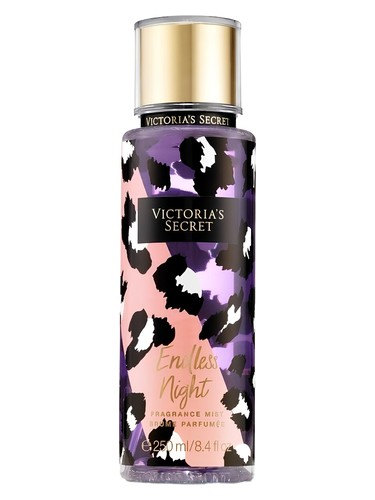 VICTORIA'S SECRET
VICTORIA'S
SECRET
Endless
Night
FRAGRANCE MIST
BRUME PARFUMÉE
℮250 ml/8,4 fl oz